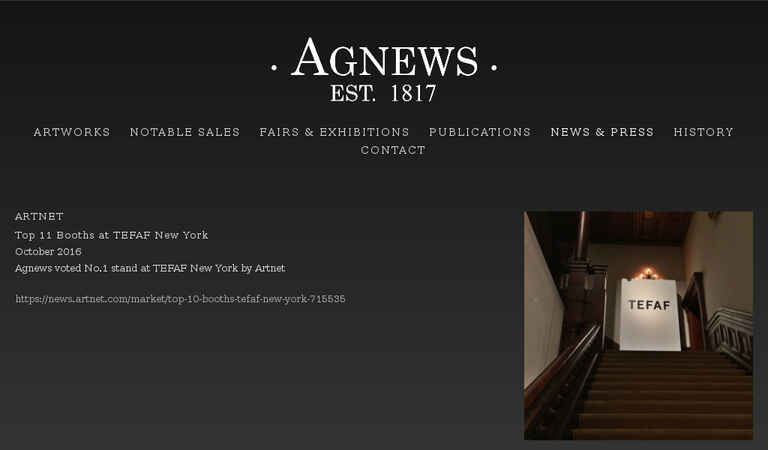 · AGNEWS ·
EST. 1817
ARTWORKS NOTABLE SALES FAIRS & EXHIBITIONS PUBLICATIONS NEWS & PRESS HISTORY
CONTACT
ARTNET
Top 11 Booths at TEFAF New York
October 2016
Agnews voted No.1 stand at TEFAF New York by Artnet
https://news.artnet.com/market/top-10-booths-tefaf-new-york-715535
TEFAF